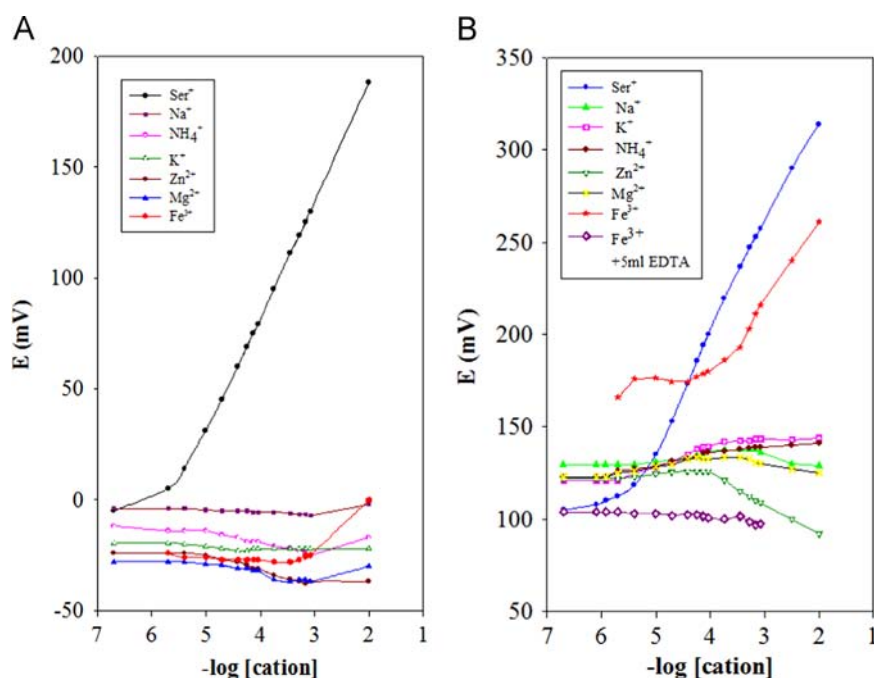 A
E (mV)
200
150
100
50
0
-50
7 6 5 4 3 2 1
-log [cation]
Ser⁺
Na⁺
NH₄⁺
K⁺
Zn²⁺
Mg²⁺
Fe³⁺
B
E (mV)
350
300
250
200
150
100
50
7 6 5 4 3 2 1
-log [cation]
Ser⁺
Na⁺
K⁺
NH₄⁺
Zn²⁺
Mg²⁺
Fe³⁺
Fe³⁺
+5ml EDTA